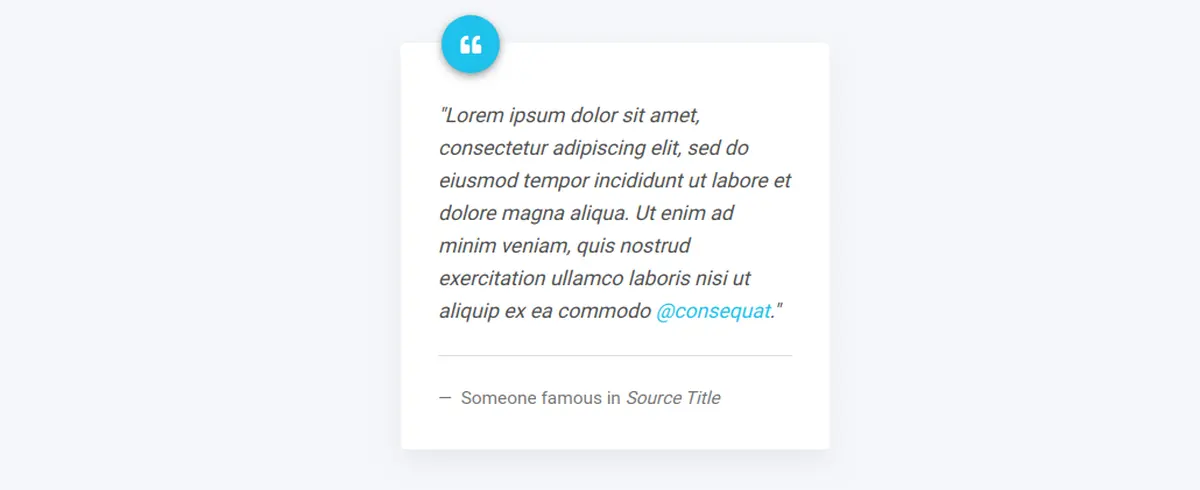 "Lorem ipsum dolor sit amet,
consectetur adipiscing elit, sed do
eiusmod tempor incididunt ut labore et
dolore magna aliqua. Ut enim ad
minim veniam, quis nostrud
exercitation ullamco laboris nisi ut
aliquip ex ea commodo @consequat."
— Someone famous in Source Title